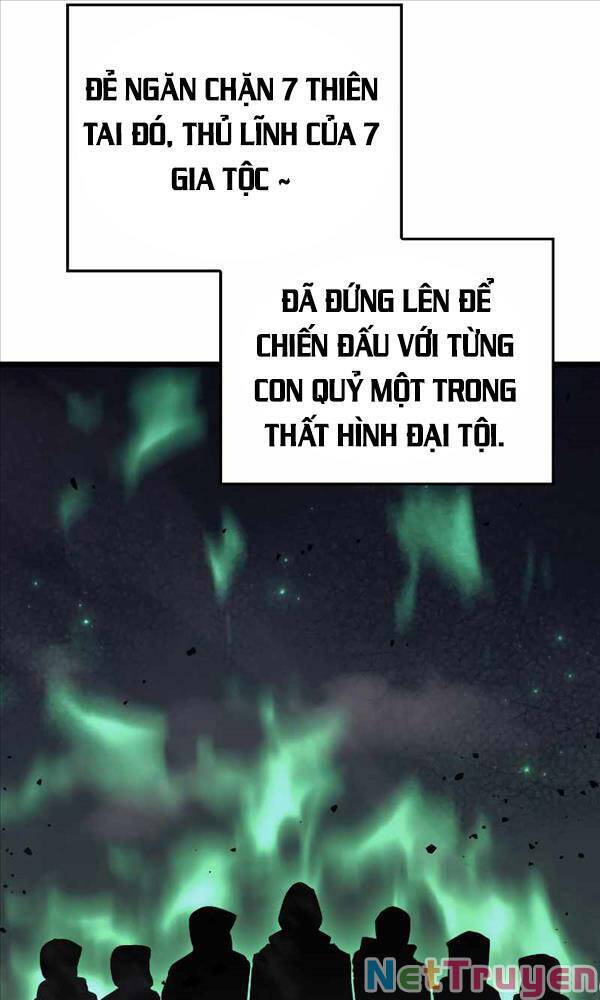 ĐẺ NGĂN CHẶN 7 THIÊN
TAI ĐÓ, THỦ LĨNH CỦA 7
GIA TỘC ~
ĐÃ ĐỨNG LÊN ĐỂ
CHIẾN ĐẤU VỚI TỪNG
CON QUỶ MỘT TRONG
THẤT HÌNH ĐẠI TỘI.
NetTruyen